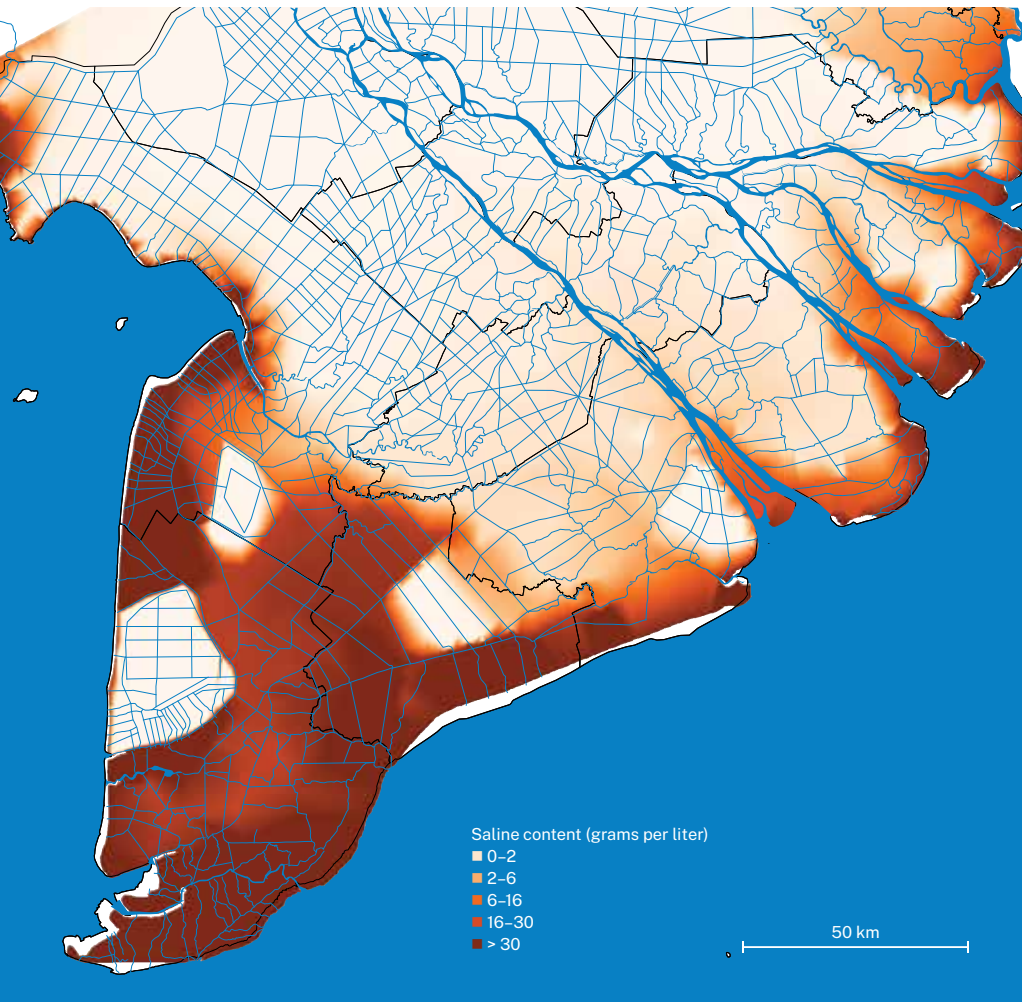 Saline content (grams per liter)
0–2
2–6
6–16
16–30
> 30
50 km